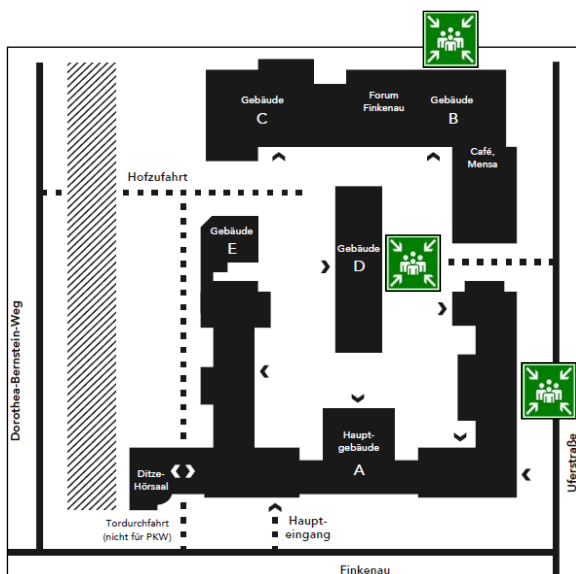 Gebäude
C
Forum
Finkenau
Gebäude
B
Café,
Mensa
Hofzufahrt
Gebäude
E
Gebäude
D
Dorothea-Bernstein-Weg
Haupt-
gebäude
A
Ditze-
Hörsaal
Uferstraße
Tordurchfahrt
(nicht für PKW)
Haupt-
eingang
Finkenau